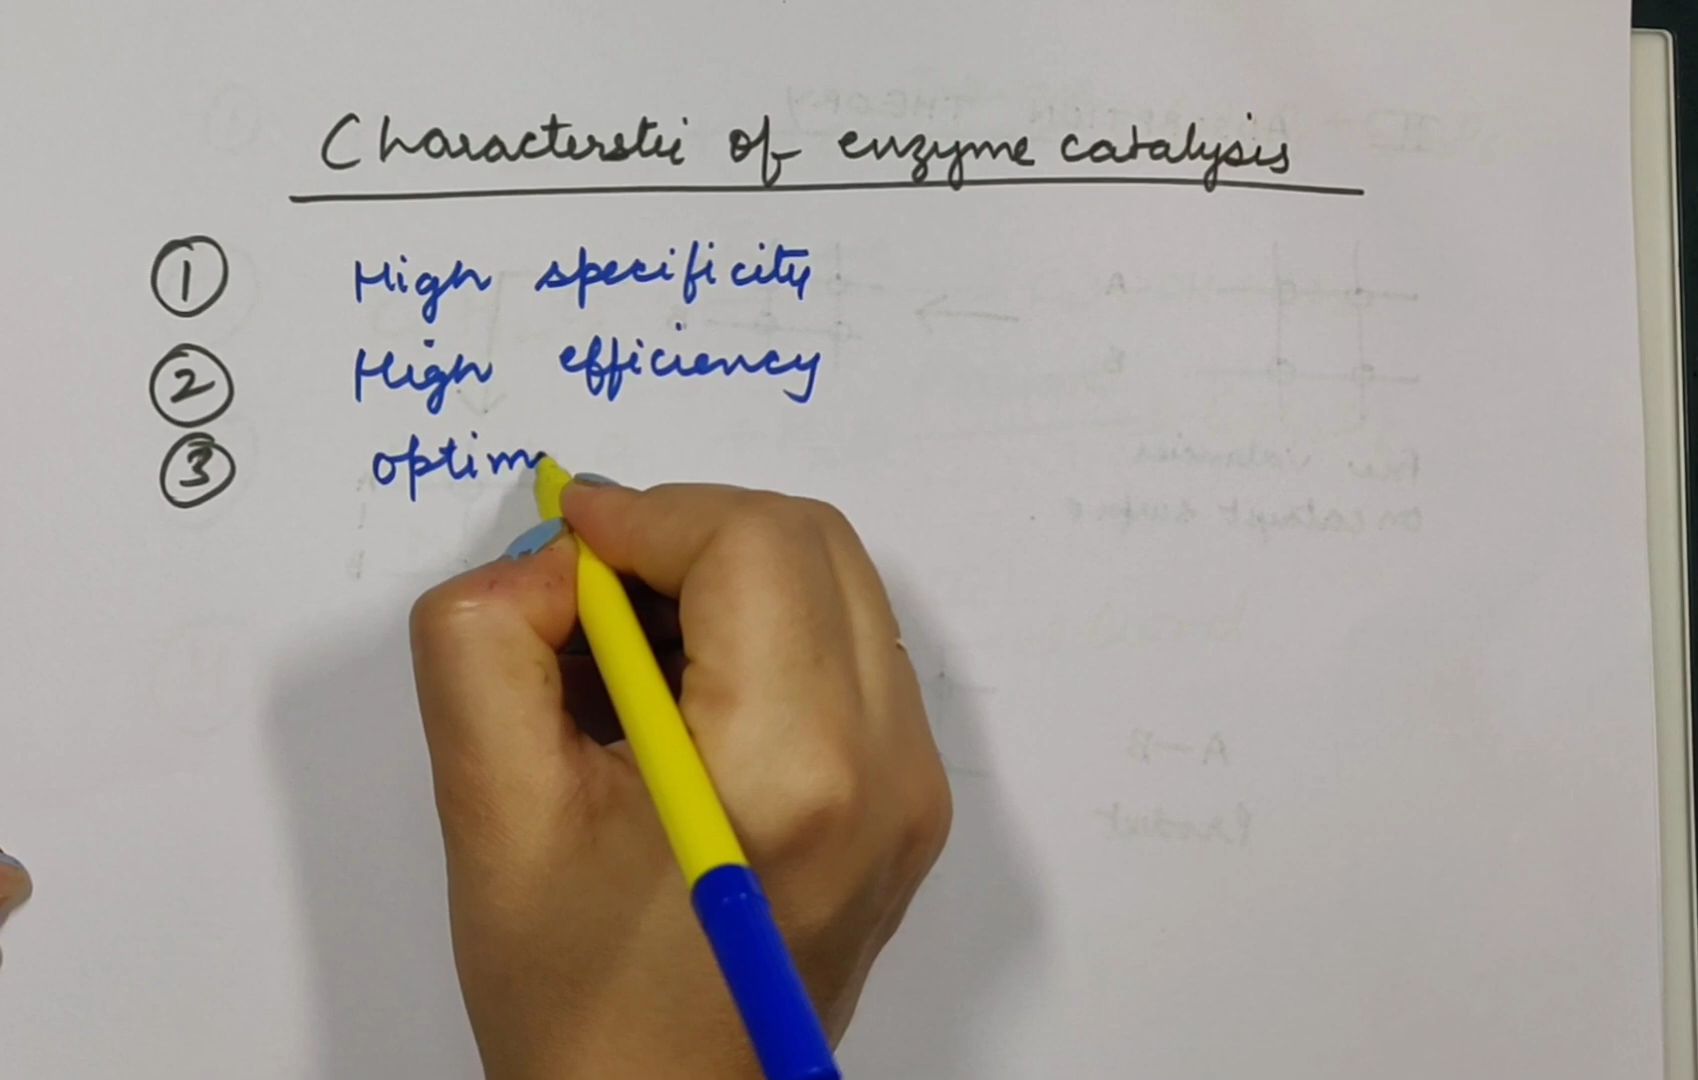 Characterstic of enzyme catalysis
1 High specificity
2 High efficiency
3 optim